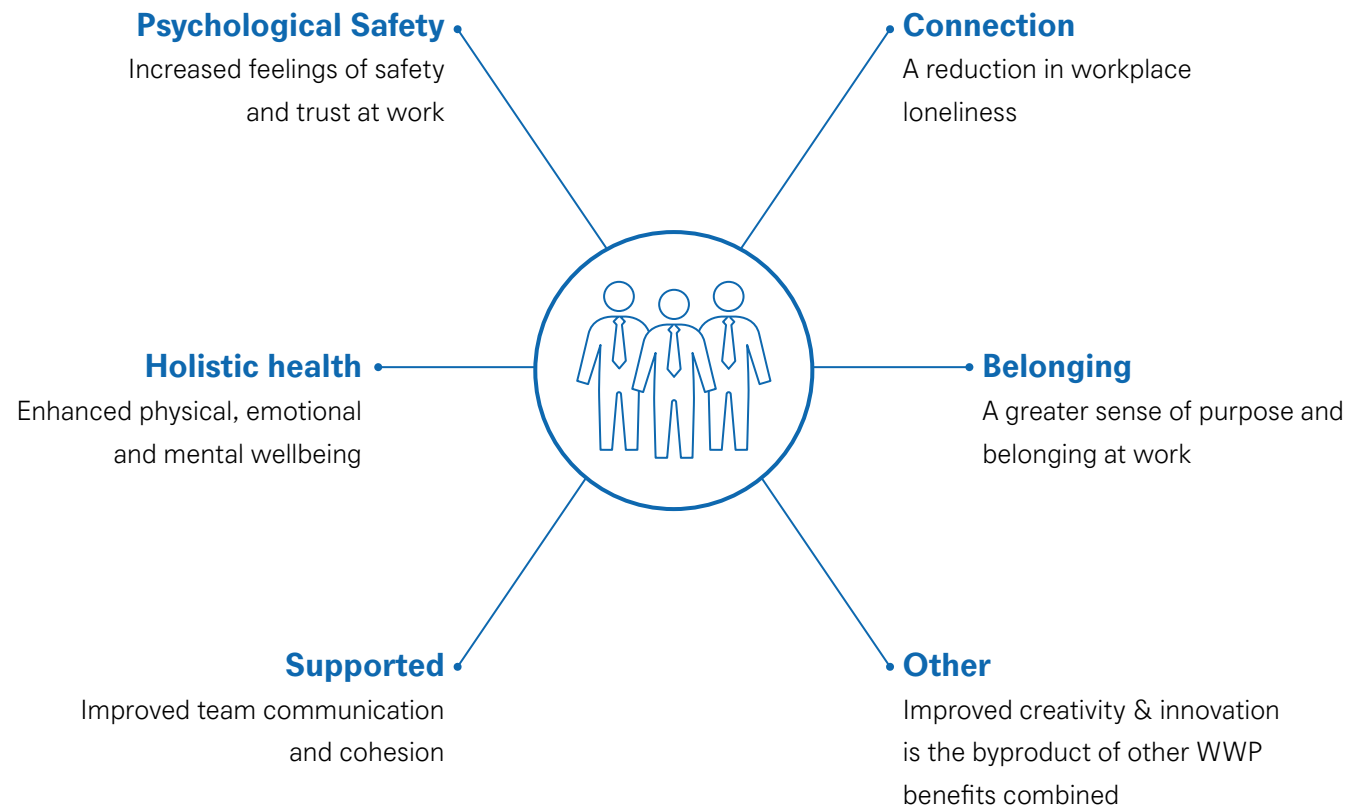 Psychological Safety
Increased feelings of safety
and trust at work
Connection
A reduction in workplace
loneliness
Holistic health
Enhanced physical, emotional
and mental wellbeing
Belonging
A greater sense of purpose and
belonging at work
Supported
Improved team communication
and cohesion
Other
Improved creativity & innovation
is the byproduct of other WWP
benefits combined